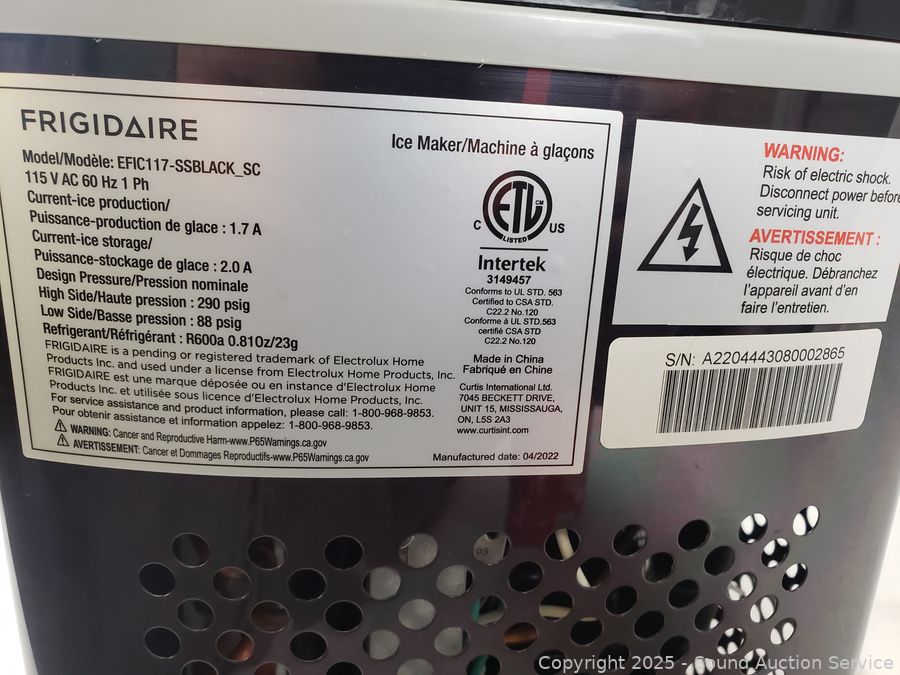 FRIGIDAIRE
Ice Maker/Machine à glaçons
Model/Modèle: EFIC117-SSBLACK_SC
115 V AC 60 Hz 1 Ph
Current-ice production/
Puissance-production de glace : 1.7 A
Current-ice storage/
Puissance-stockage de glace : 2.0 A
Design Pressure/Pression nominale
High Side/Haute pression : 290 psig
Low Side/Basse pression : 88 psig
Refrigerant/Réfrigérant : R600a 0.81Oz/23g
FRIGIDAIRE is a pending or registered trademark of Electrolux Home
Products Inc. and used under a license from Electrolux Home Products, Inc.
FRIGIDAIRE est une marque déposée ou en instance d'Electrolux Home
Products Inc. et utilisée sous licence d'Electrolux Home Products, Inc.
For service assistance and product information, please call: 1-800-968-9853.
Pour obtenir assistance et information appelez: 1-800-968-9853.
WARNING: Cancer and Reproductive Harm-www.P65Warnings.ca.gov
AVERTISSEMENT: Cancer et Dommages Reproductifs-www.P65Warnings.ca.gov
ETL CM
C LISTED US
Intertek
3149457
Conforms to UL STD. 563
Certified to CSA STD.
C22.2 No.120
Conforme à UL STD.563
certifié CSA STD
C22.2 No.120
Made in China
Fabriqué en Chine
Curtis International Ltd.
7045 BECKETT DRIVE,
UNIT 15, MISSISSAUGA,
ON, L5S 2A3
www.curtisint.com
Manufactured date: 04/2022
WARNING:
Risk of electric shock.
Disconnect power before
servicing unit.
AVERTISSEMENT :
Risque de choc
électrique. Débranchez
l'appareil avant d'en
faire l'entretien.
S/N: A2204443080002865
Copyright 2025 - Sound Auction Service